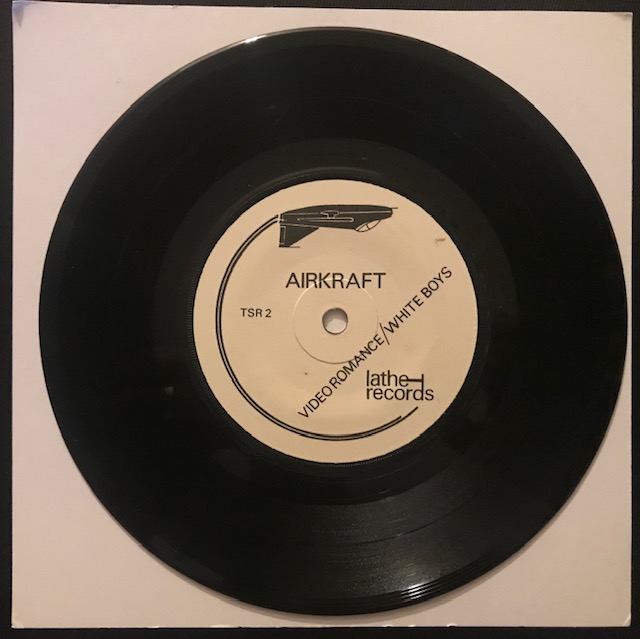 AIRKRAFT
TSR 2
VIDEO ROMANCE/WHITE BOYS
lathe
records